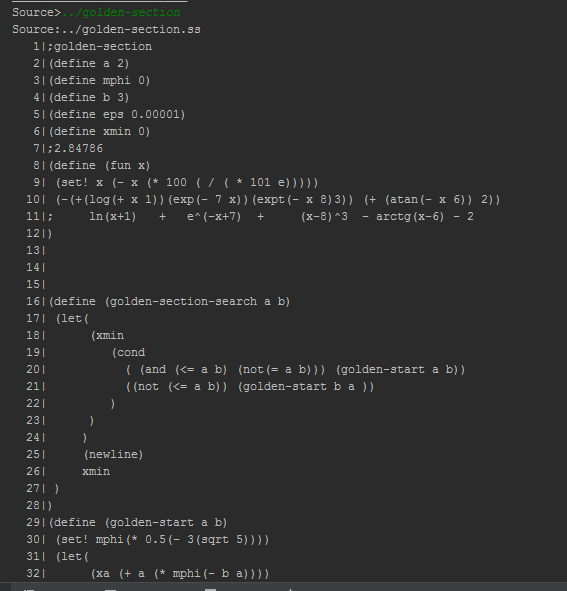 Source>../golden-section
Source:../golden-section.ss
1|;golden-section
2|(define a 2)
3|(define mphi 0)
4|(define b 3)
5|(define eps 0.00001)
6|(define xmin 0)
7|;2.84786
8|(define (fun x)
9| (set! x (- x (* 100 ( / ( * 101 e)))))
10| (-(+(log(+ x 1))(exp(- 7 x))(expt(- x 8)3)) (+ (atan(- x 6)) 2))
11|;     ln(x+1)   +   e^(-x+7)  +     (x-8)^3  - arctg(x-6) - 2
12|)
13|
14|
15|
16|(define (golden-section-search a b)
17| (let(
18|      (xmin
19|         (cond
20|           ( (and (<= a b) (not(= a b))) (golden-start a b))
21|           ((not (<= a b)) (golden-start b a ))
22|         )
23|      )
24|     )
25|     (newline)
26|     xmin
27| )
28|)
29|(define (golden-start a b)
30| (set! mphi(* 0.5(- 3(sqrt 5))))
31| (let(
32|      (xa (+ a (* mphi(- b a))))